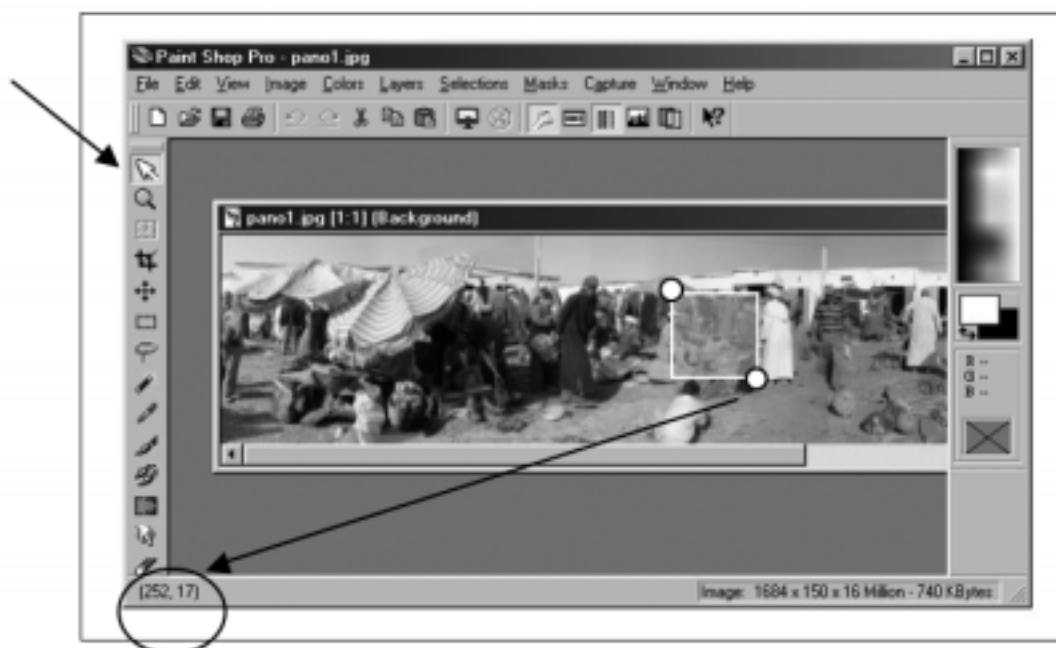 Paint Shop Pro - pano1.jpg
File Edit View Image Colors Layers Selections Masks Capture Window Help
pano1.jpg [1:1] (Background)
R --
G --
B --
(252, 17)
Image: 1684 x 150 x 16 Million - 740 KBytes